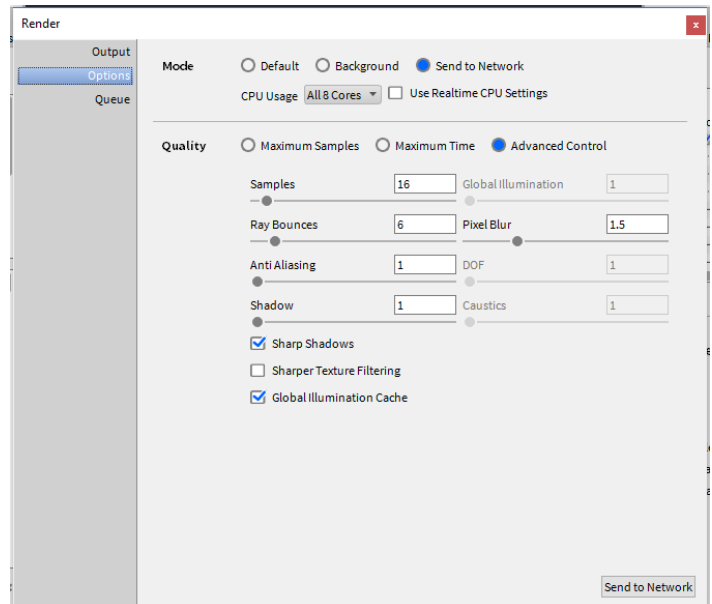 Render
x
Output
Options
Queue
Mode
Default Background Send to Network
CPU Usage All 8 Cores Use Realtime CPU Settings
Quality
Maximum Samples Maximum Time Advanced Control
Samples 16 Global Illumination 1
Ray Bounces 6 Pixel Blur 1.5
Anti Aliasing 1 DOF 1
Shadow 1 Caustics 1
Sharp Shadows
Sharper Texture Filtering
Global Illumination Cache
Send to Network